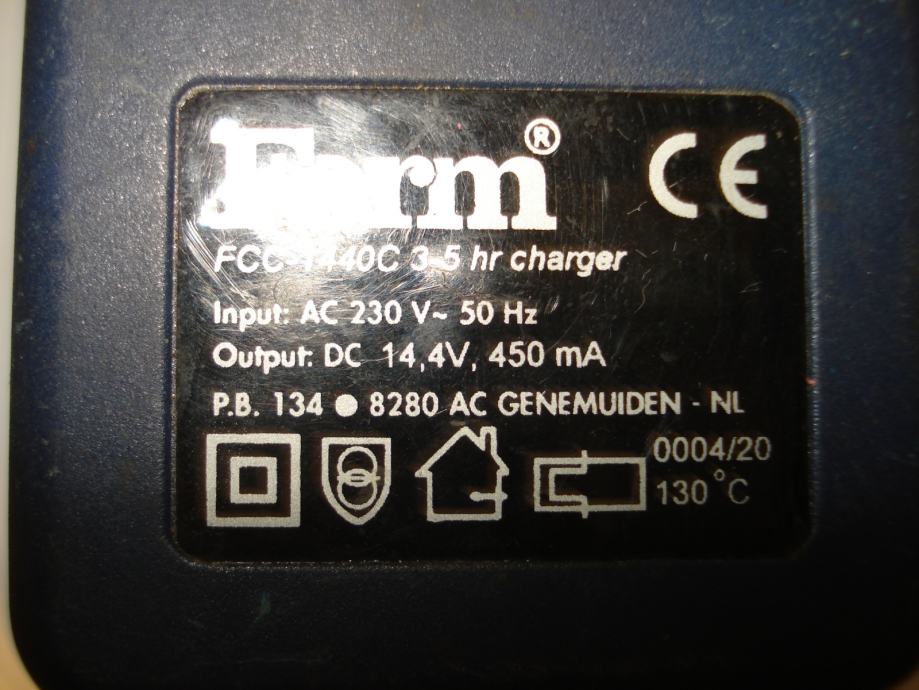 Ferm®
CE
FCC-1440C 3-5 hr charger
Input: AC 230 V~ 50 Hz
Output: DC 14,4V, 450 mA
P.B. 134 ● 8280 AC GENEMUIDEN - NL
0004/20
130°C